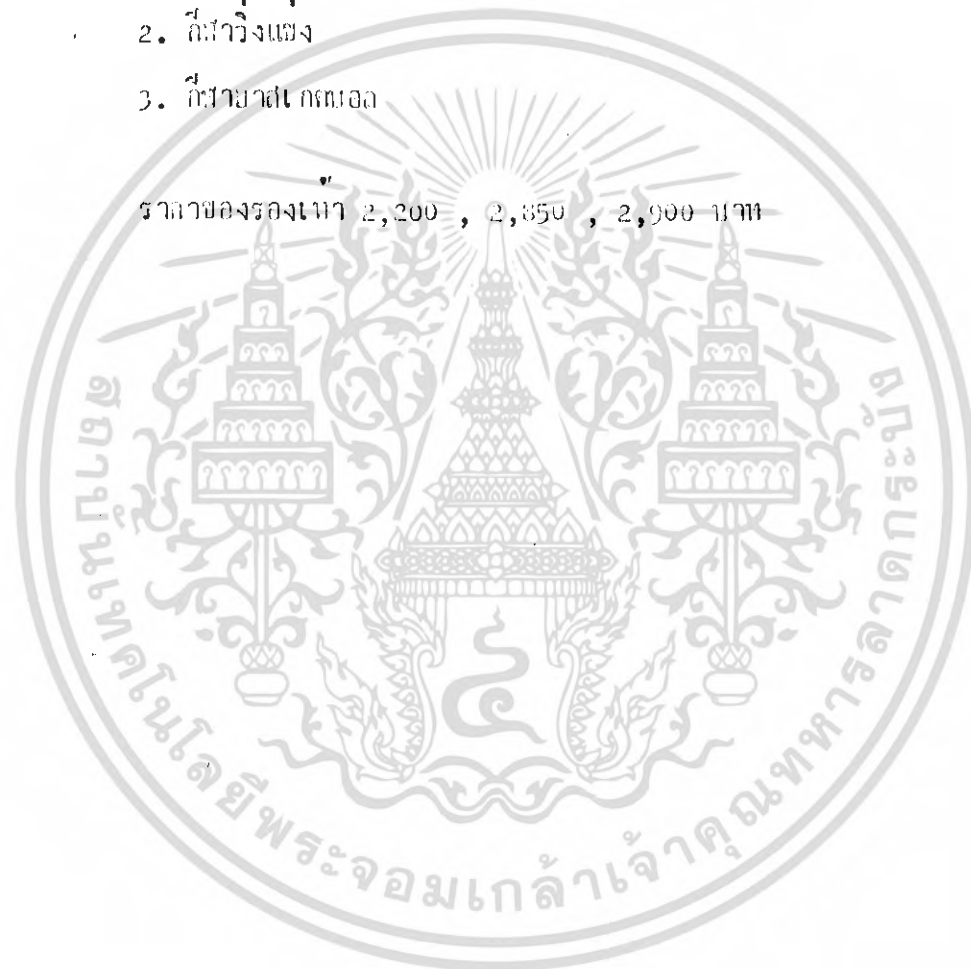 2. กีฬาวิ่งแข่ง
3. กีฬาบาสเกตบอล
ราคาของรองเท้า 2,200 , 2,850 , 2,900 บาท
สถาบันเทคโนโลยีพระจอมเกล้าเจ้าคุณทหารลาดกระบัง